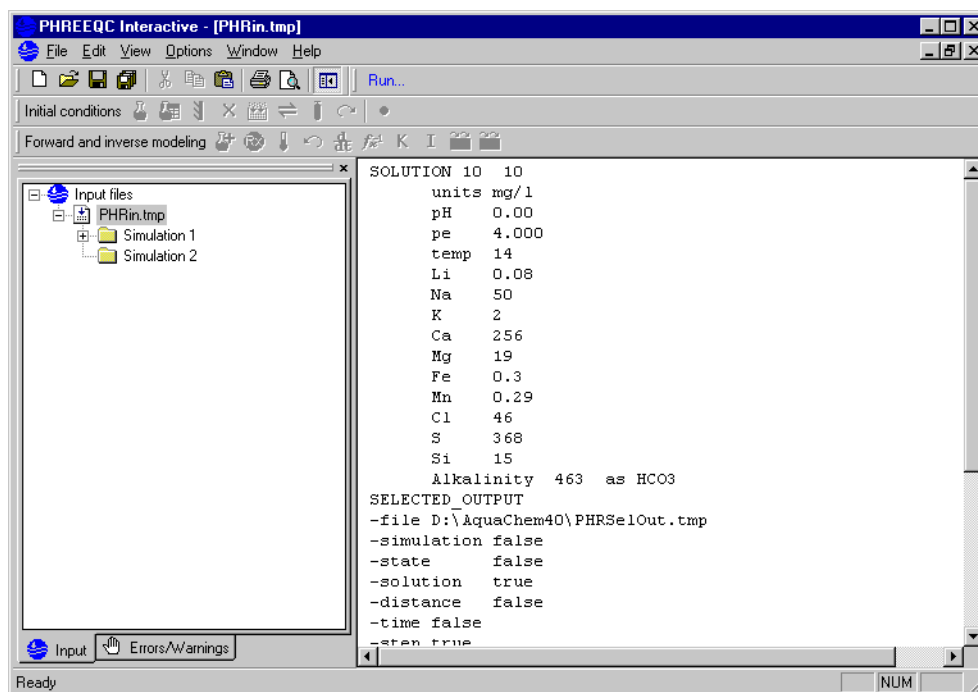 PHREEQC Interactive - [PHRin.tmp]
File Edit View Options Window Help
Run...
Initial conditions
Forward and inverse modeling fx K I
Input files
PHRin.tmp
Simulation 1
Simulation 2
SOLUTION 10 10
units mg/l
pH 0.00
pe 4.000
temp 14
Li 0.08
Na 50
K 2
Ca 256
Mg 19
Fe 0.3
Mn 0.29
Cl 46
S 368
Si 15
Alkalinity 463 as HCO3
SELECTED_OUTPUT
-file D:\AquaChem40\PHRSelOut.tmp
-simulation false
-state false
-solution true
-distance false
-time false
-step true
Input Errors/Warnings
Ready NUM